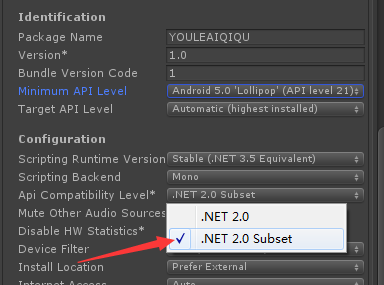 Identification
Package Name YOULEAIQIQU
Version* 1.0
Bundle Version Code 1
Minimum API Level Android 5.0 'Lollipop' (API level 21)
Target API Level Automatic (highest installed)
Configuration
Scripting Runtime Version Stable (.NET 3.5 Equivalent)
Scripting Backend Mono
Api Compatibility Level* .NET 2.0 Subset
Mute Other Audio Sources
.NET 2.0
Disable HW Statistics*
.NET 2.0 Subset
Device Filter
Install Location Prefer External
Internet Access Auto